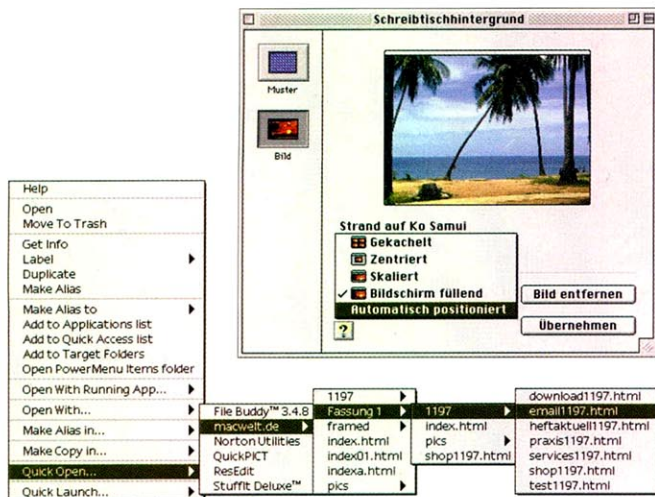 Schreibtischhintergrund
Muster
Bild
Strand auf Ko Samui
Gekachelt
Zentriert
Skaliert
Bildschirm füllend
Automatisch positioniert
Bild entfernen
Übernehmen
?
Help
Open
Move To Trash
Get Info
Label
Duplicate
Make Alias
Make Alias to
Add to Applications list
Add to Quick Access list
Add to Target Folders
Open PowerMenu Items folder
Open With Running App...
Open With...
Make Alias in...
Make Copy in...
Quick Open...
Quick Launch...
File Buddy™ 3.4.8
macwelt.de
Norton Utilities
QuickPICT
ResEdit
StuffIt Deluxe™
1197
Fassung 1
framed
index.html
index01.html
indexa.html
pics
1197
index.html
pics
shop1197.html
download1197.html
email1197.html
heftaktuell1197.html
praxis1197.html
services1197.html
shop1197.html
test1197.html